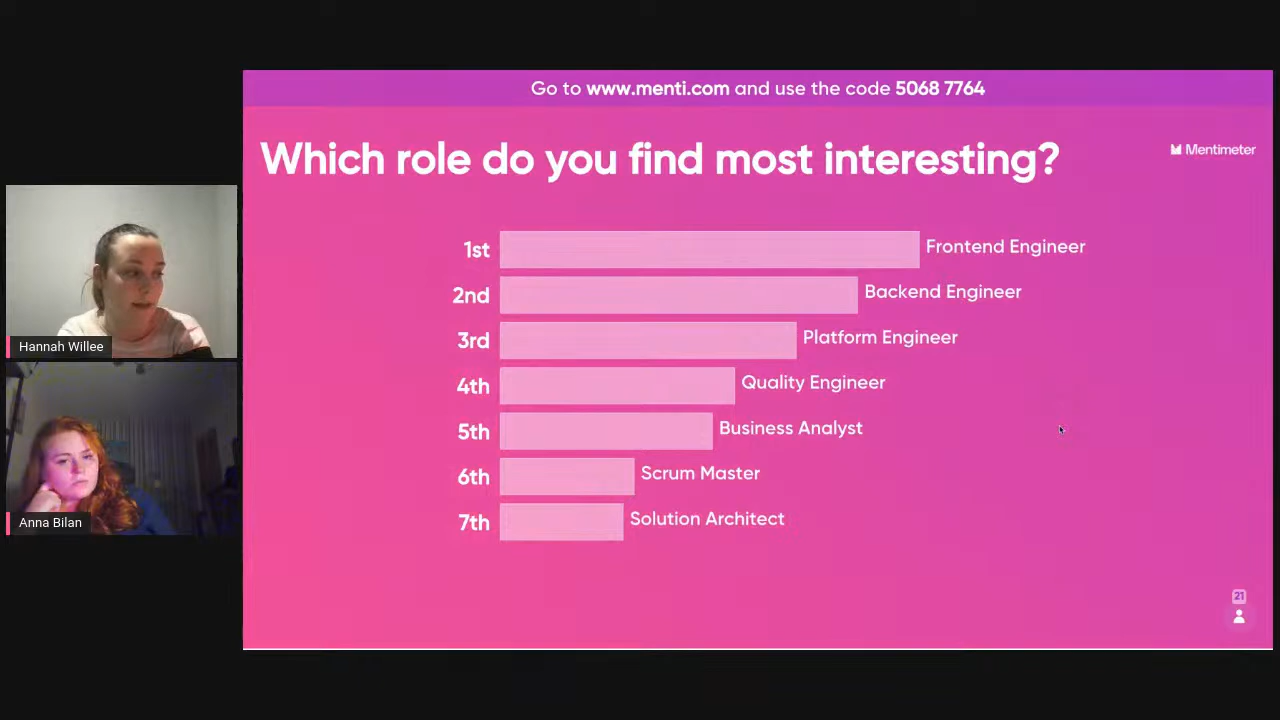 Go to www.menti.com and use the code 5068 7764
Which role do you find most interesting?
Mentimeter
1st Frontend Engineer
2nd Backend Engineer
3rd Platform Engineer
4th Quality Engineer
5th Business Analyst
6th Scrum Master
7th Solution Architect
21
Hannah Willee
Anna Bilan